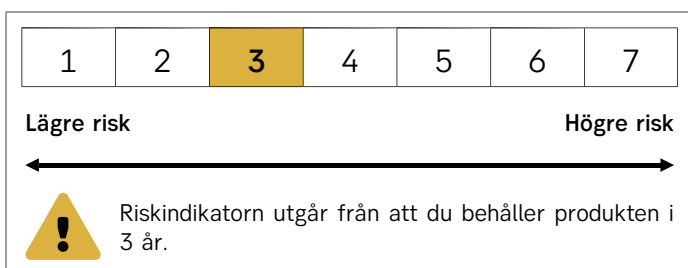 1 2 3 4 5 6 7
Lägre risk Högre risk
Riskindikatorn utgår från att du behåller produkten i
3 år.